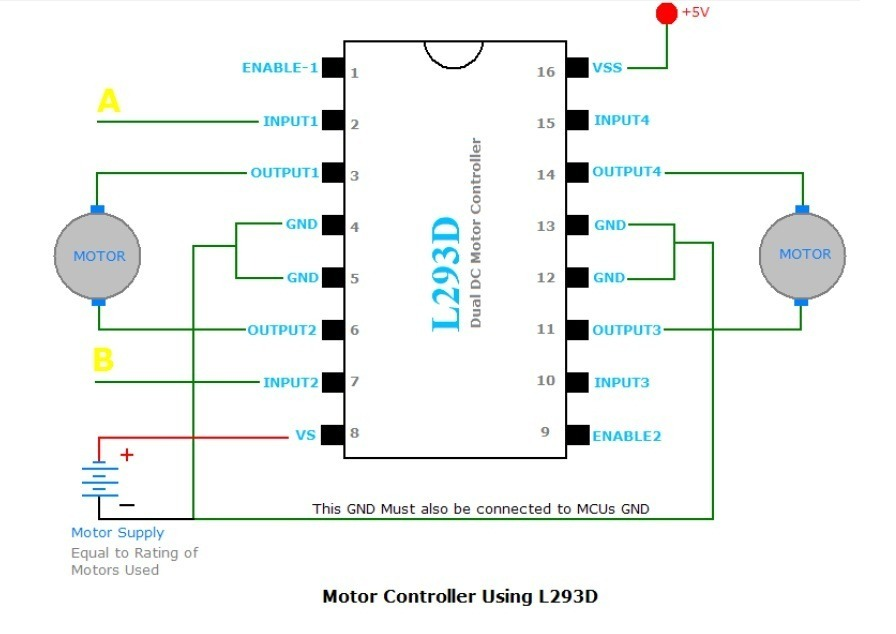 +5V
ENABLE-1
1
16
VSS
A
INPUT1
2
15
INPUT4
OUTPUT1
3
14
OUTPUT4
GND
4
13
GND
MOTOR
L293D
Dual DC Motor Controller
MOTOR
GND
5
12
GND
OUTPUT2
6
11
OUTPUT3
B
INPUT2
7
10
INPUT3
VS
8
9
ENABLE2
+
−
This GND Must also be connected to MCUs GND
Motor Supply
Equal to Rating of
Motors Used
Motor Controller Using L293D